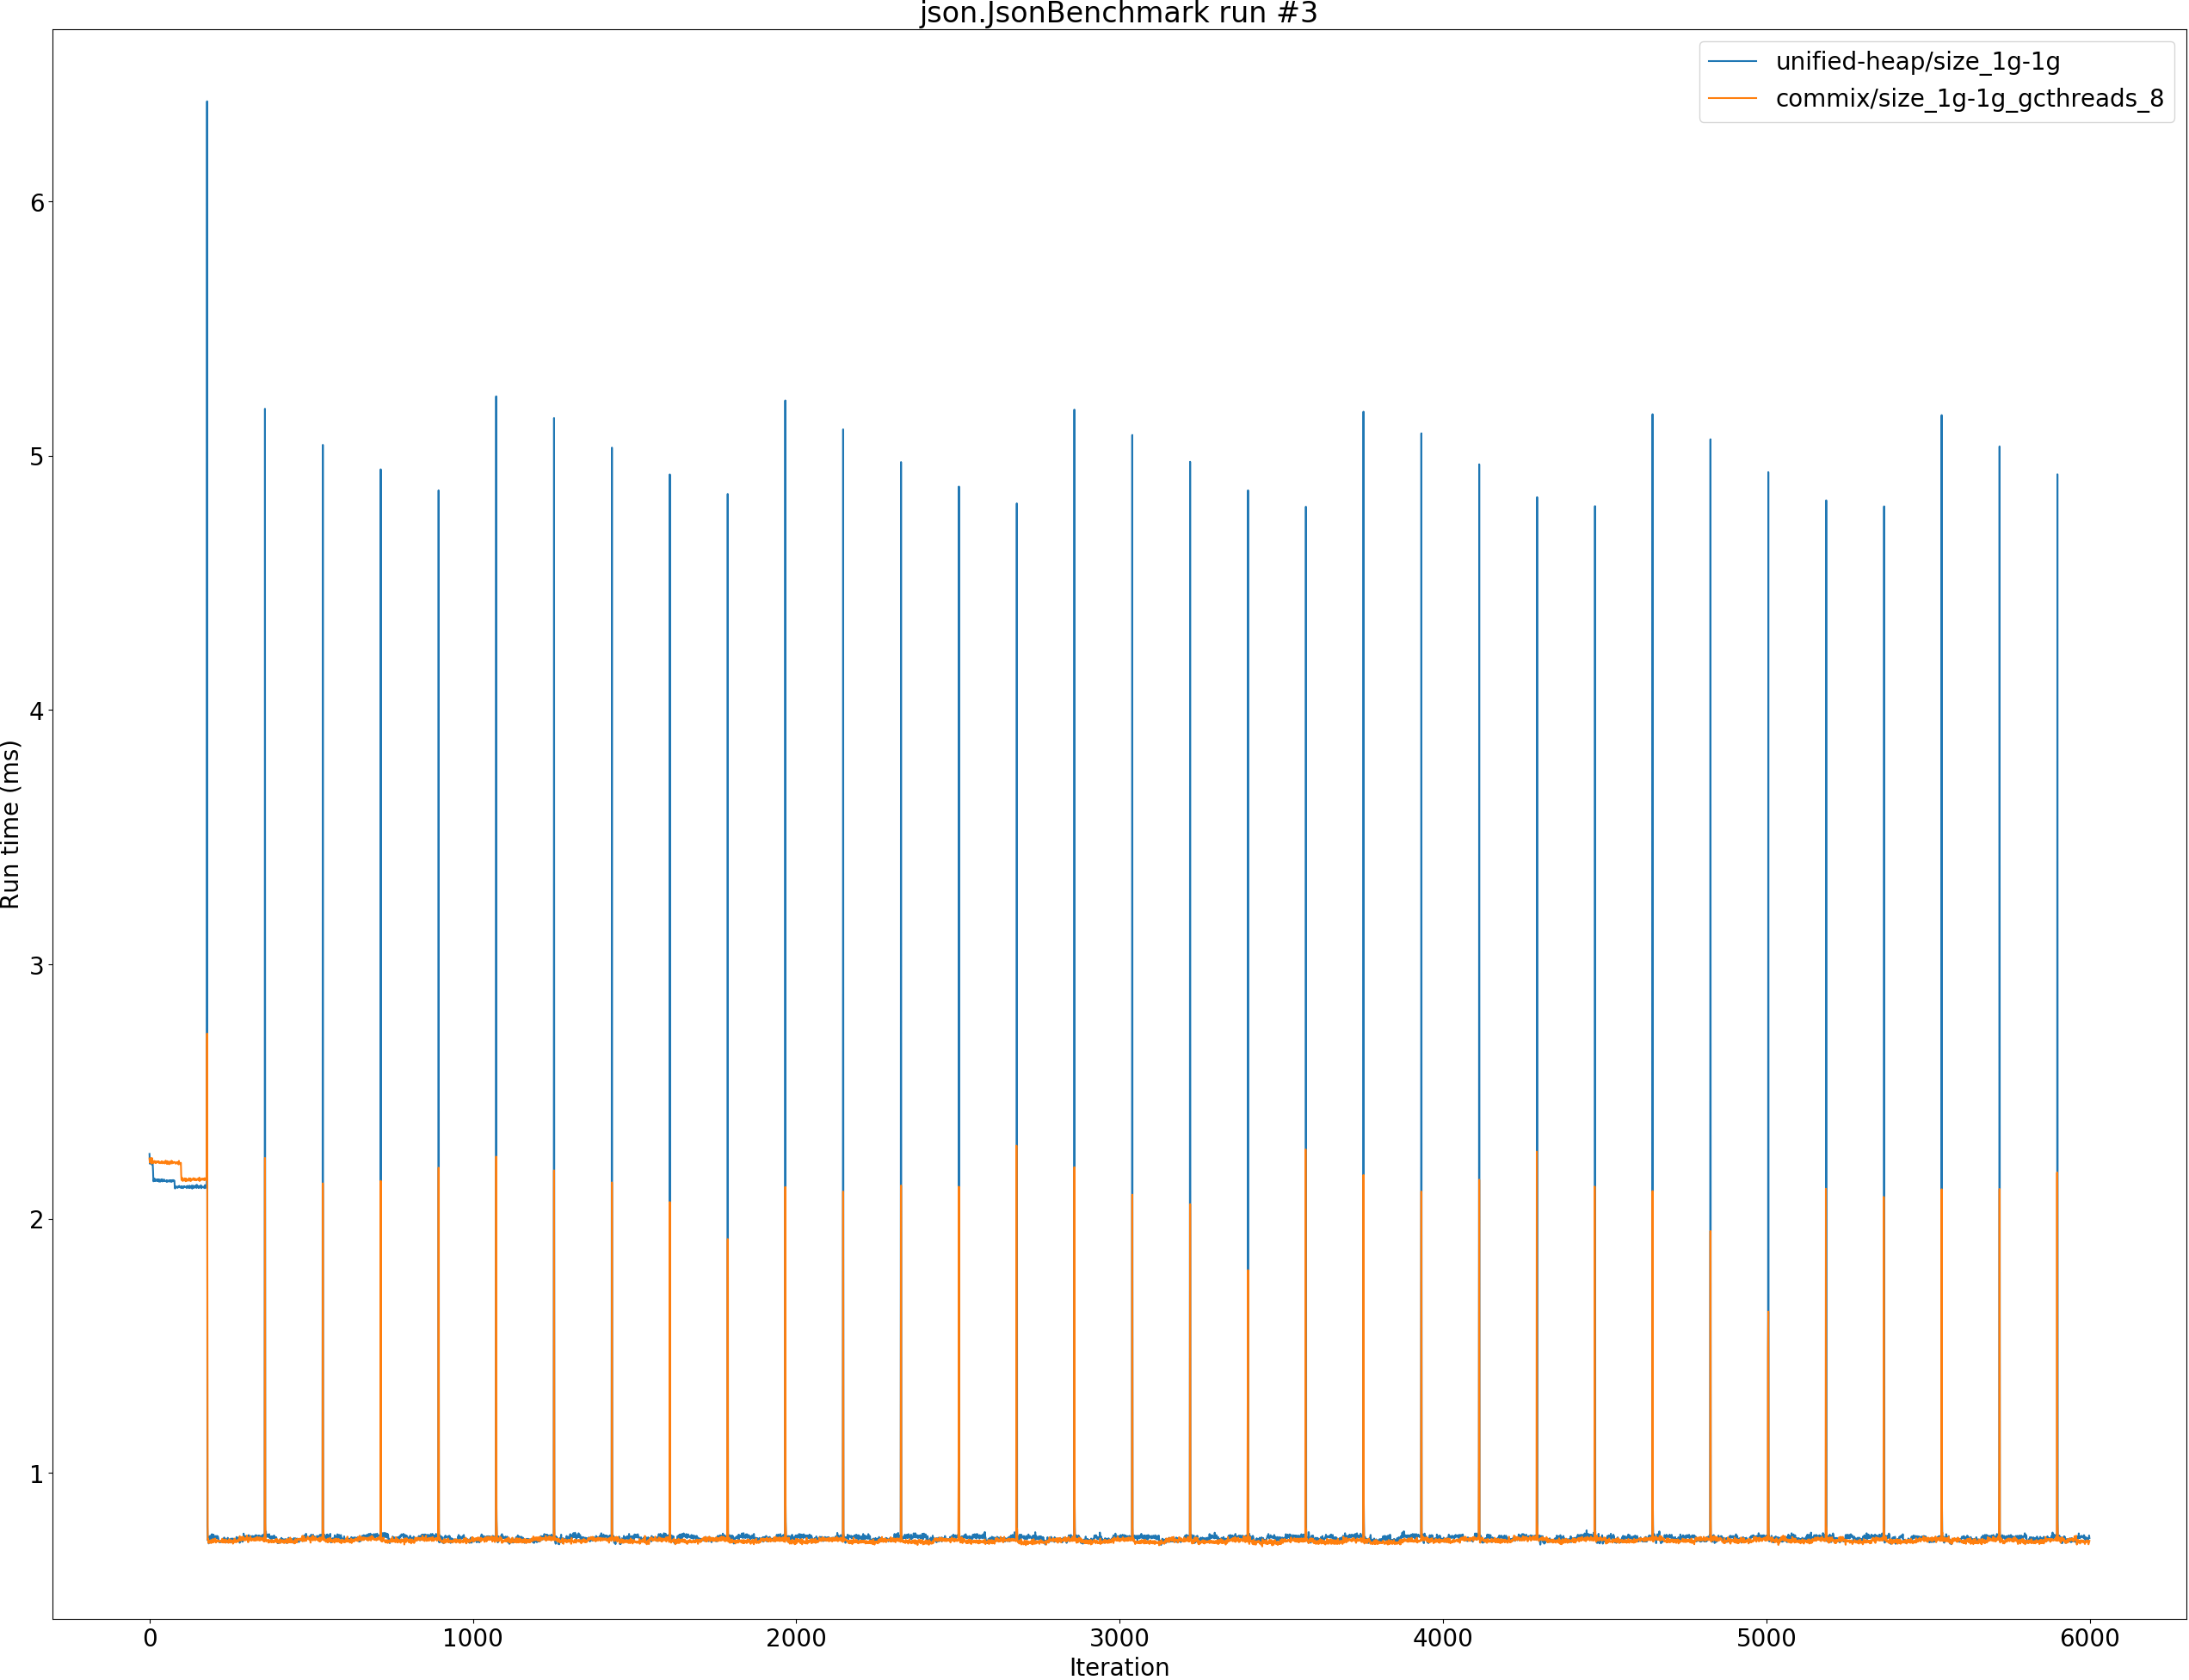 json.JsonBenchmark run #3
unified-heap/size_1g-1g
commix/size_1g-1g_gcthreads_8
6
5
4
3
2
1
Run time (ms)
0 1000 2000 3000 4000 5000 6000
Iteration